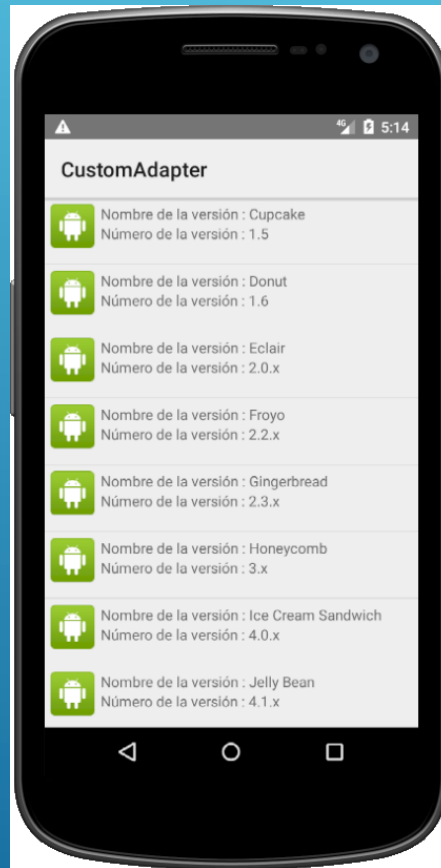 4G 5:14
CustomAdapter
Nombre de la versión : Cupcake
Número de la versión : 1.5
Nombre de la versión : Donut
Número de la versión : 1.6
Nombre de la versión : Eclair
Número de la versión : 2.0.x
Nombre de la versión : Froyo
Número de la versión : 2.2.x
Nombre de la versión : Gingerbread
Número de la versión : 2.3.x
Nombre de la versión : Honeycomb
Número de la versión : 3.x
Nombre de la versión : Ice Cream Sandwich
Número de la versión : 4.0.x
Nombre de la versión : Jelly Bean
Número de la versión : 4.1.x